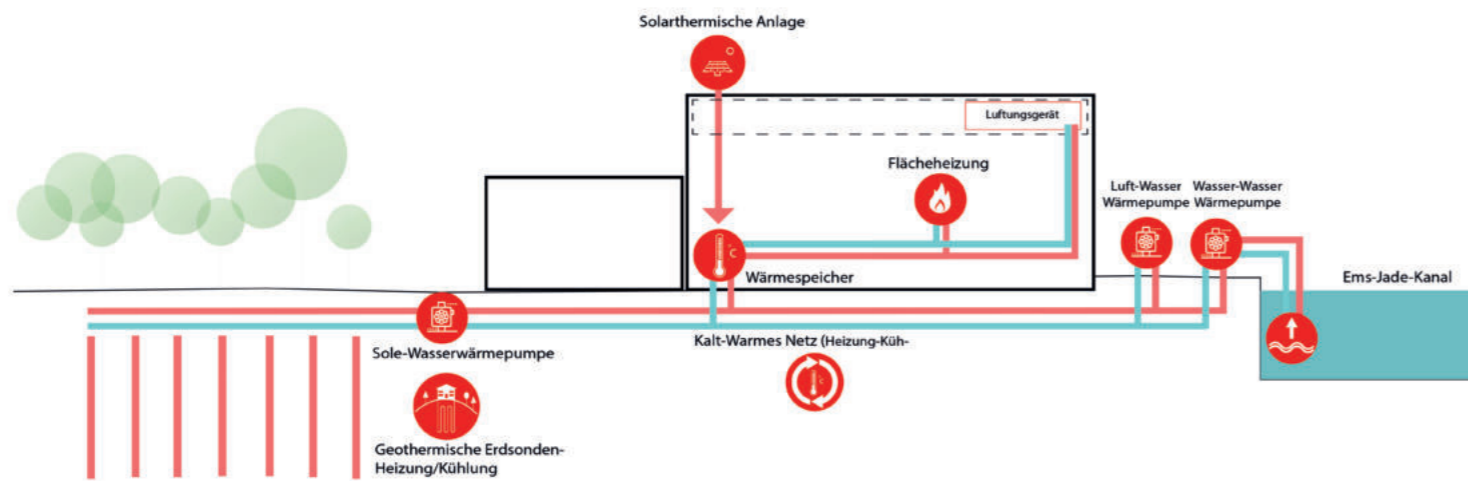 Solarthermische Anlage
Luftungsgerät
Flächeheizung
Luft-Wasser
Wärmepumpe
Wasser-Wasser
Wärmepumpe
Wärmespeicher
Ems-Jade-Kanal
Kalt-Warmes Netz (Heizung-Küh-
Sole-Wasserwärmepumpe
Geothermische Erdsonden-
Heizung/Kühlung